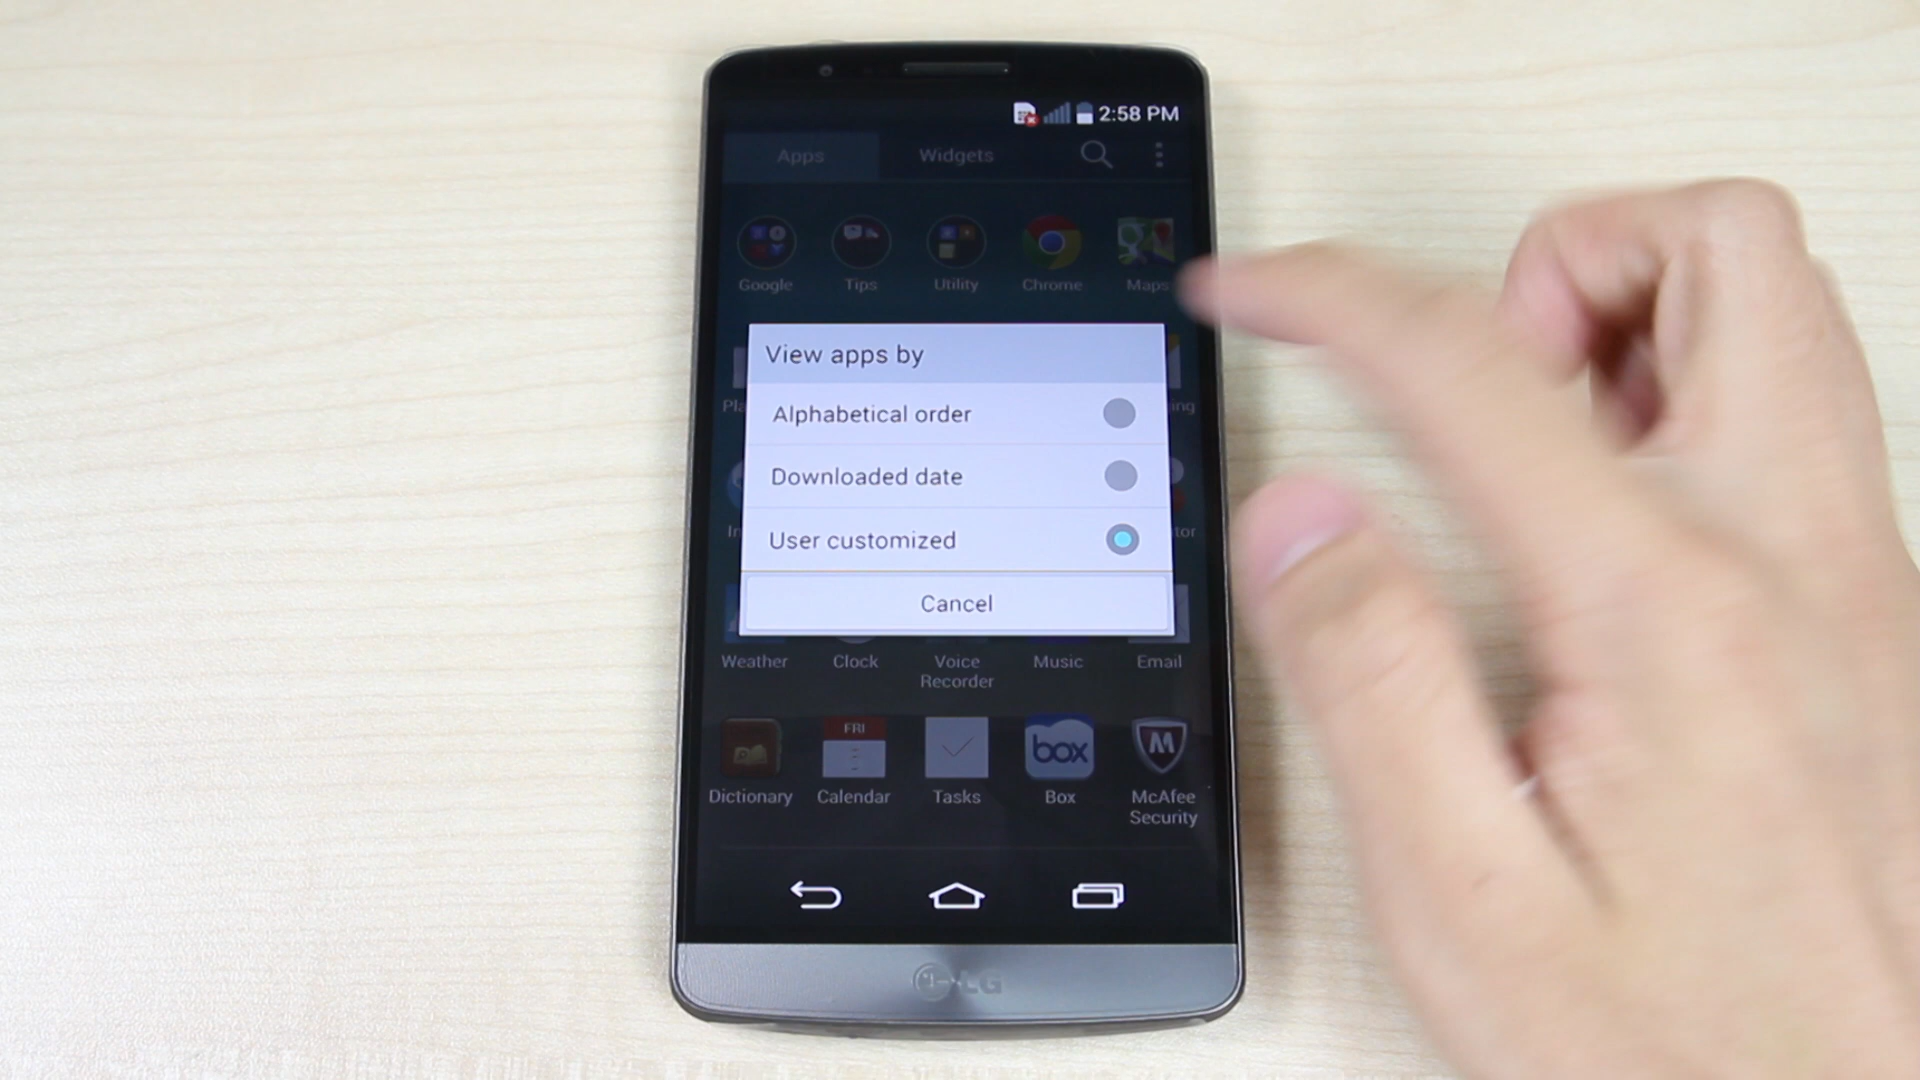 2:58 PM
Apps
Widgets
Google
Tips
Utility
Chrome
Maps
View apps by
Alphabetical order
Downloaded date
User customized
Cancel
Weather
Clock
Voice
Recorder
Music
Email
FRI
box
M
Dictionary
Calendar
Tasks
Box
McAfee
Security
LG